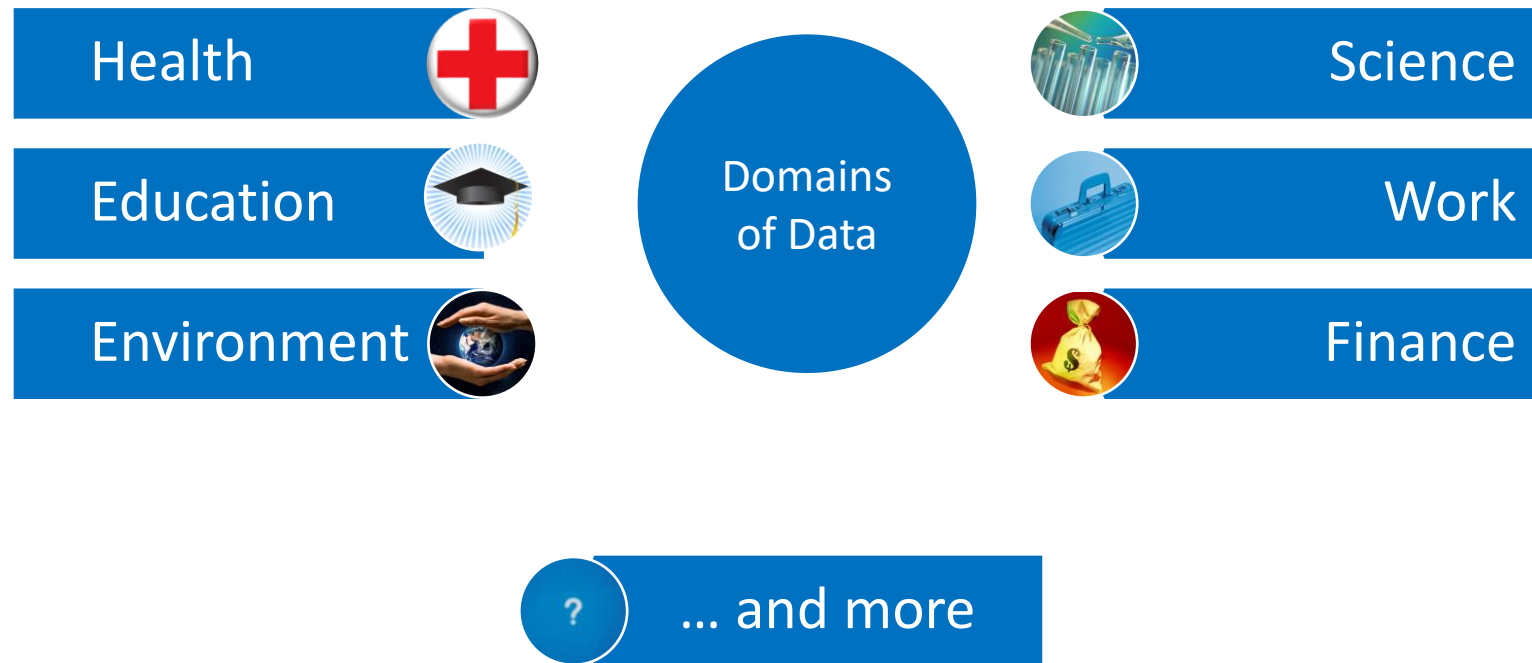 Health
Education
Environment
Domains
of Data
Science
Work
Finance
$
?
... and more